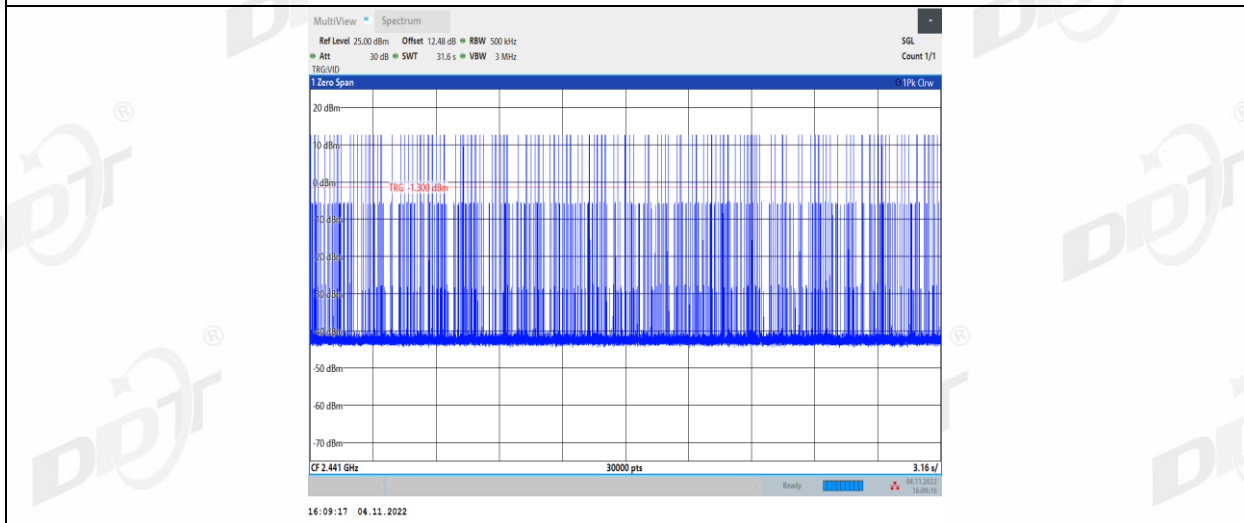 MultiView Spectrum
Ref Level 25.00 dBm Offset 12.48 dB RBW 500 kHz SGL
Att 30 dB SWT 31.6 s VBW 3 MHz Count 1/1
TRG:VID
1 Zero Span 1Pk Clrw
20 dBm
10 dBm
0 dBm
TRG -1.300 dBm
-10 dBm
-20 dBm
-30 dBm
-40 dBm
-50 dBm
-60 dBm
-70 dBm
CF 2.441 GHz 30000 pts 3.16 s/
Ready 04.11.2022
16:09:16
16:09:17 04.11.2022
DDT
®
DDT
®
DDT
®
DDT
®